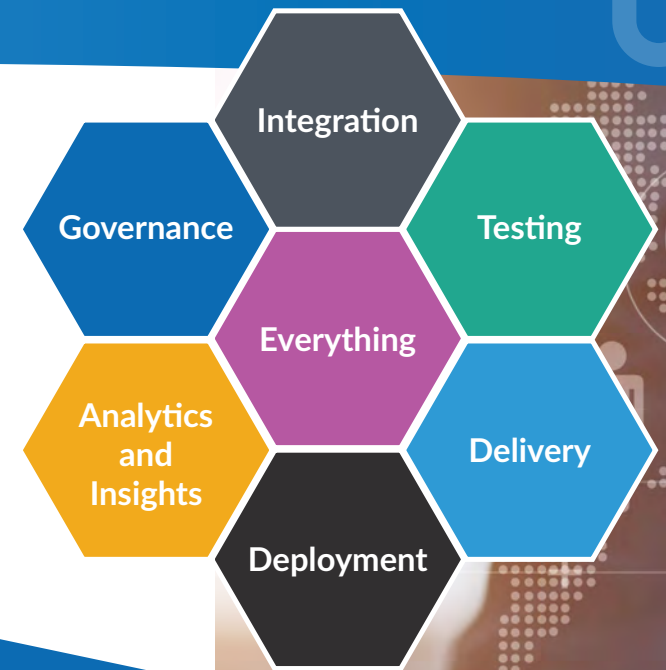 Integration
Governance
Testing
Everything
Analytics
and
Insights
Delivery
Deployment